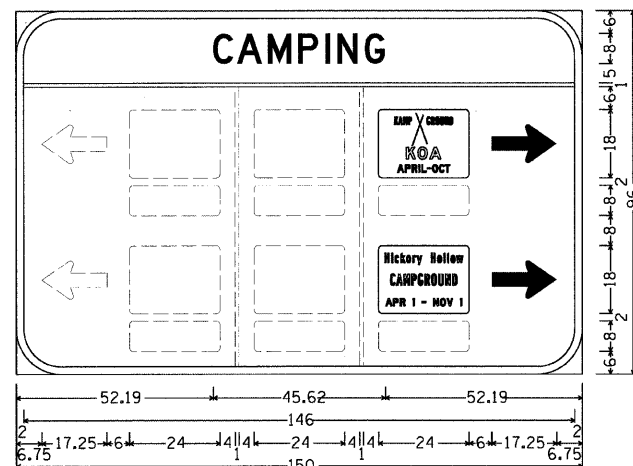 CAMPING
KAMP GROUND
KOA
APRIL-OCT
Hickory Hollow
CAMPGROUND
APR 1 - NOV 1
6
8
5
1
6
18
2
8
8
18
2
8
6
96
52.19 45.62 52.19
146
2 2
17.25 6 24 4 4 24 4 4 24 6 17.25
6.75 1 1 6.75
150